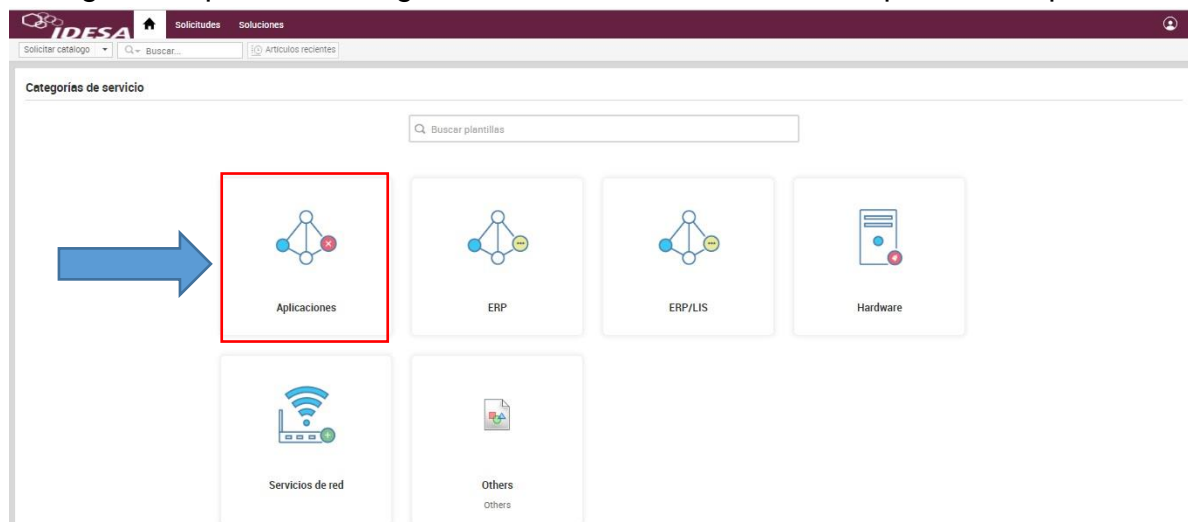 IDESA
Solicitudes Soluciones
Solicitar catálogo Buscar... Artículos recientes
Categorías de servicio
Buscar plantillas
Aplicaciones ERP ERP/LIS Hardware
Servicios de red Others
Others